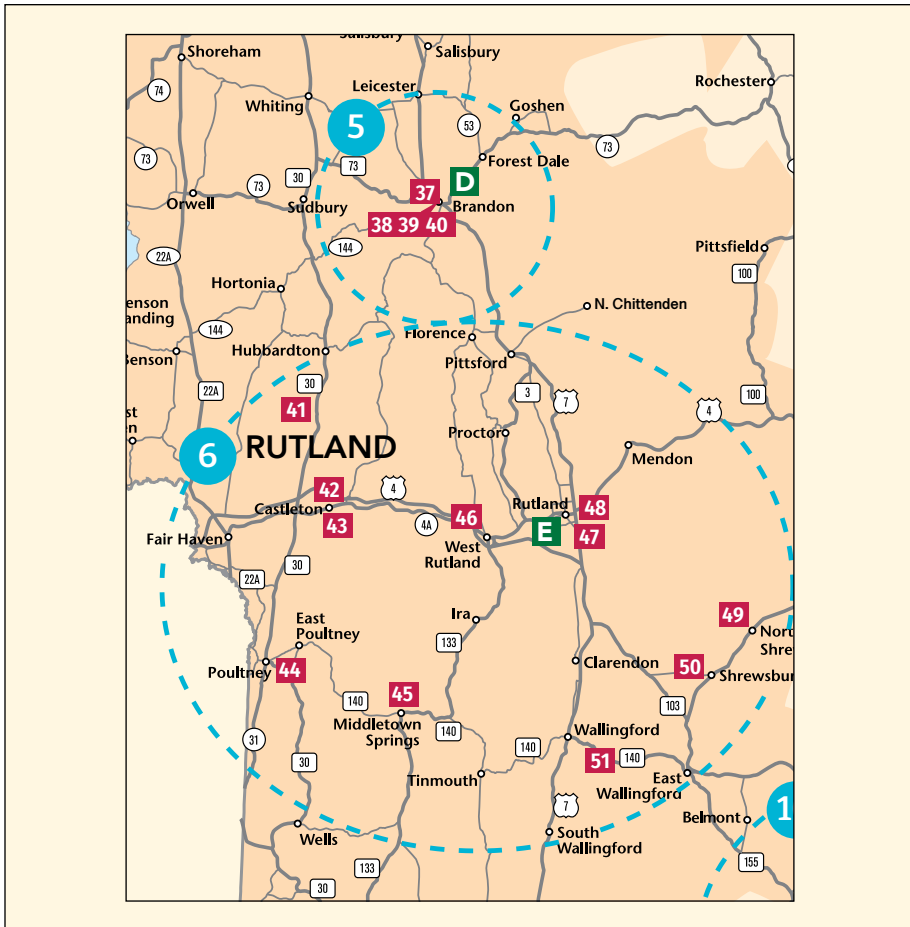 Salisbury
Shoreham
Salisbury
Rochester
74
Leicester
Whiting
Goshen
5
53
73
73
73
Forest Dale
D
30
73
37
Orwell
Sudbury
Brandon
38 39 40
144
Pittsfield
22A
100
Hortonia
enson
anding
N. Chittenden
144
Florence
Benson
Hubbardton
Pittsford
30
22A
3
7
100
41
4
st
n
Proctor
6
RUTLAND
Mendon
42
4
Castleton
46
Rutland
48
43
4A
E
47
Fair Haven
West
Rutland
30
22A
49
East
Poultney
Ira
Nort
Shre
133
Poultney
44
Clarendon
50
Shrewsbur
45
140
103
Middletown
Springs
140
Wallingford
31
140
51
140
30
Tinmouth
East
Wallingford
7
1
Belmont
Wells
South
Wallingford
133
155
30